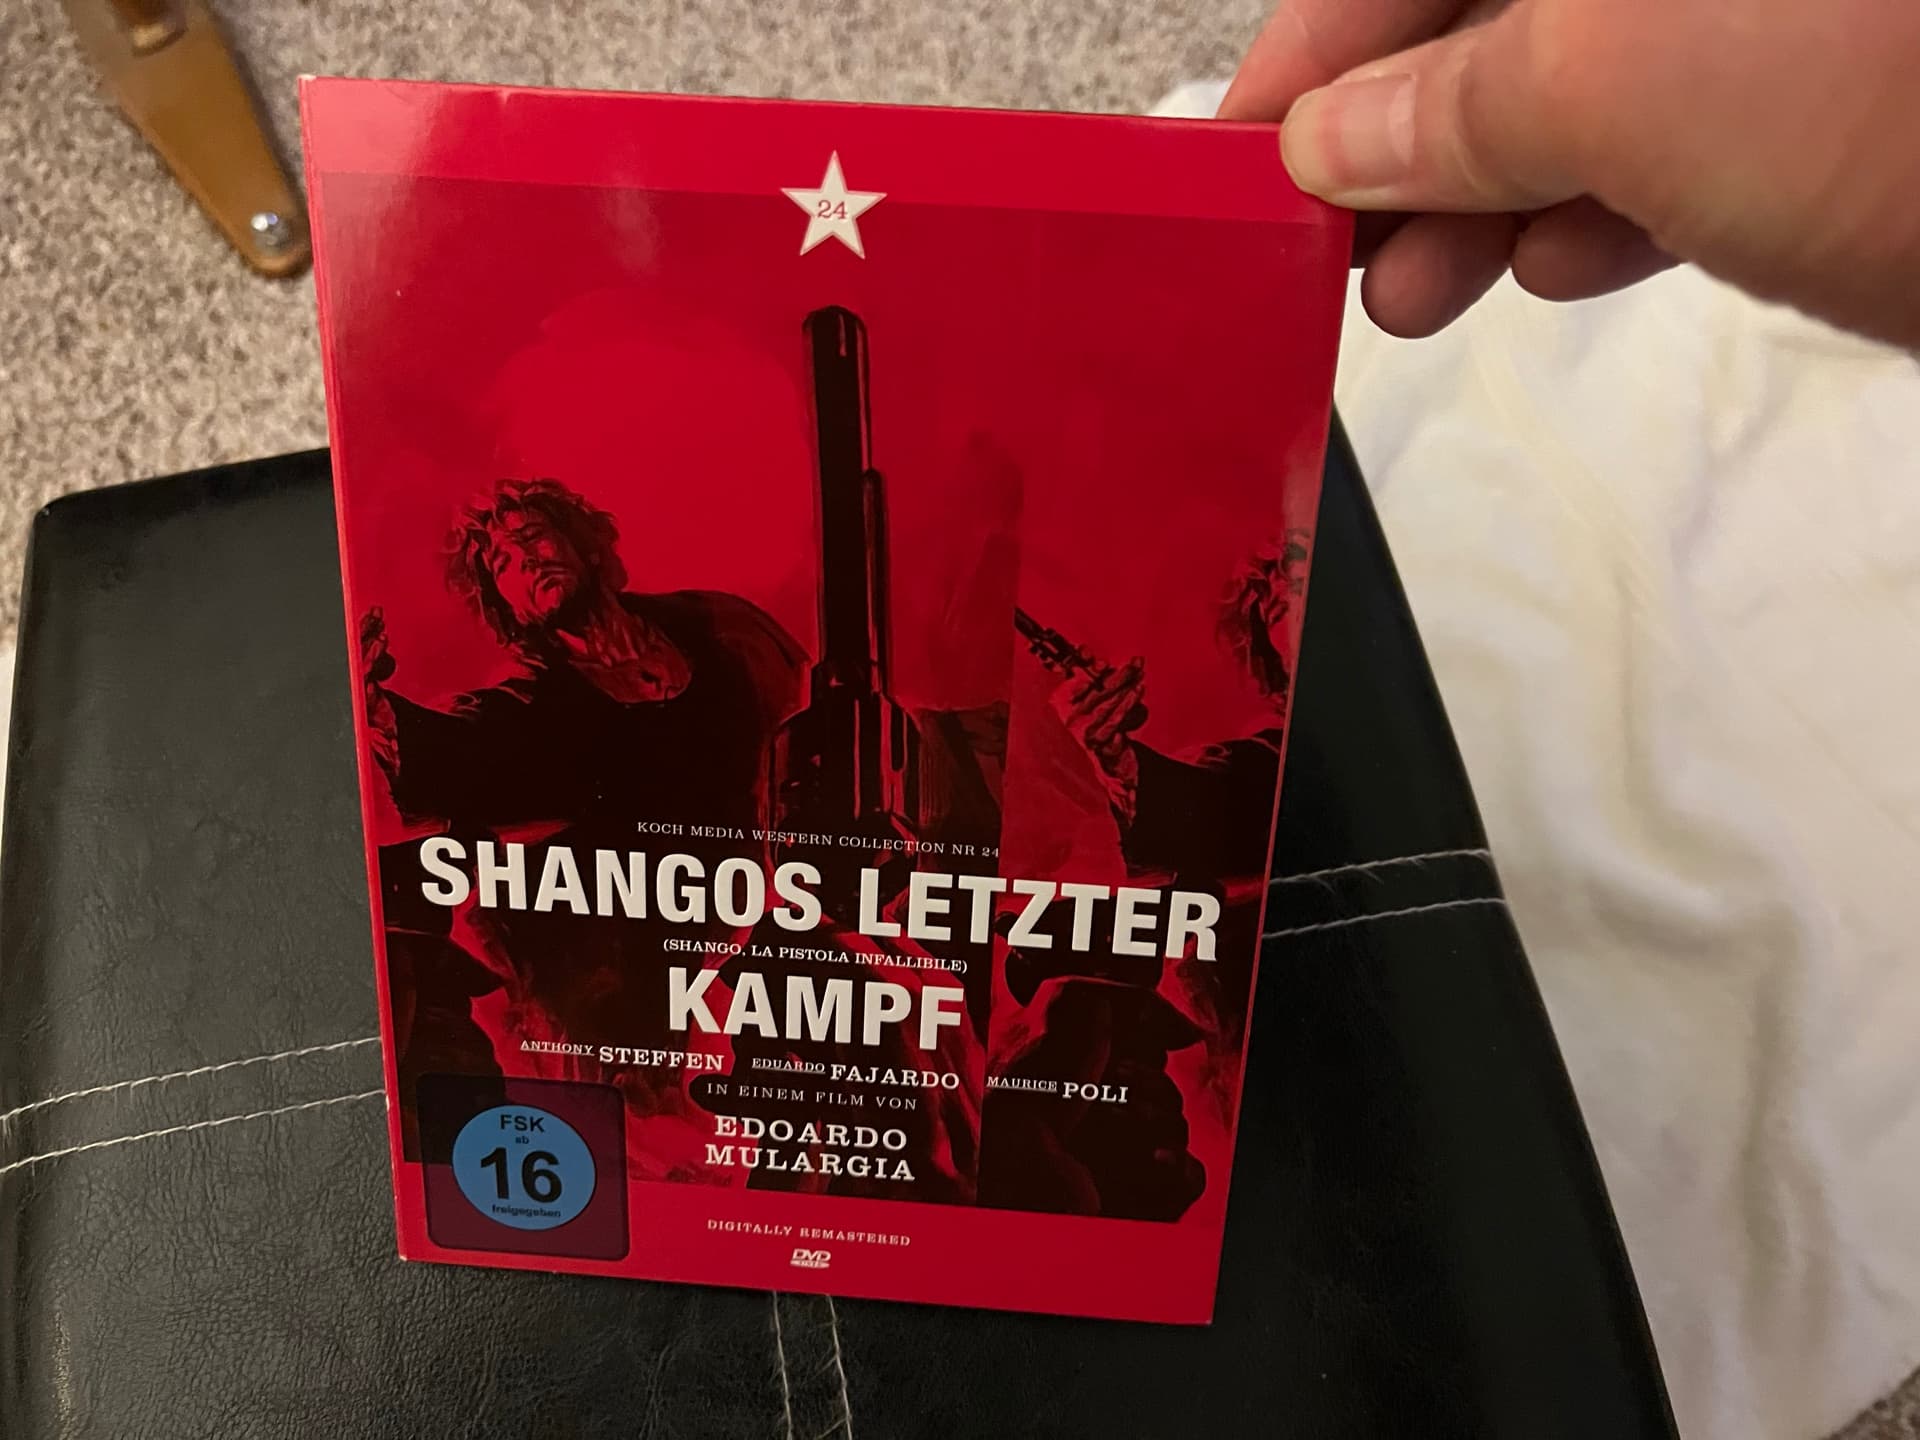 24
KOCH MEDIA WESTERN COLLECTION NR 24
SHANGOS LETZTER
(SHANGO, LA PISTOLA INFALLIBILE)
KAMPF
ANTHONY STEFFEN EDUARDO FAJARDO MAURICE POLI
IN EINEM FILM VON
EDOARDO
MULARGIA
FSK
ab
16
freigegeben
DIGITALLY REMASTERED
DVD
VIDEO